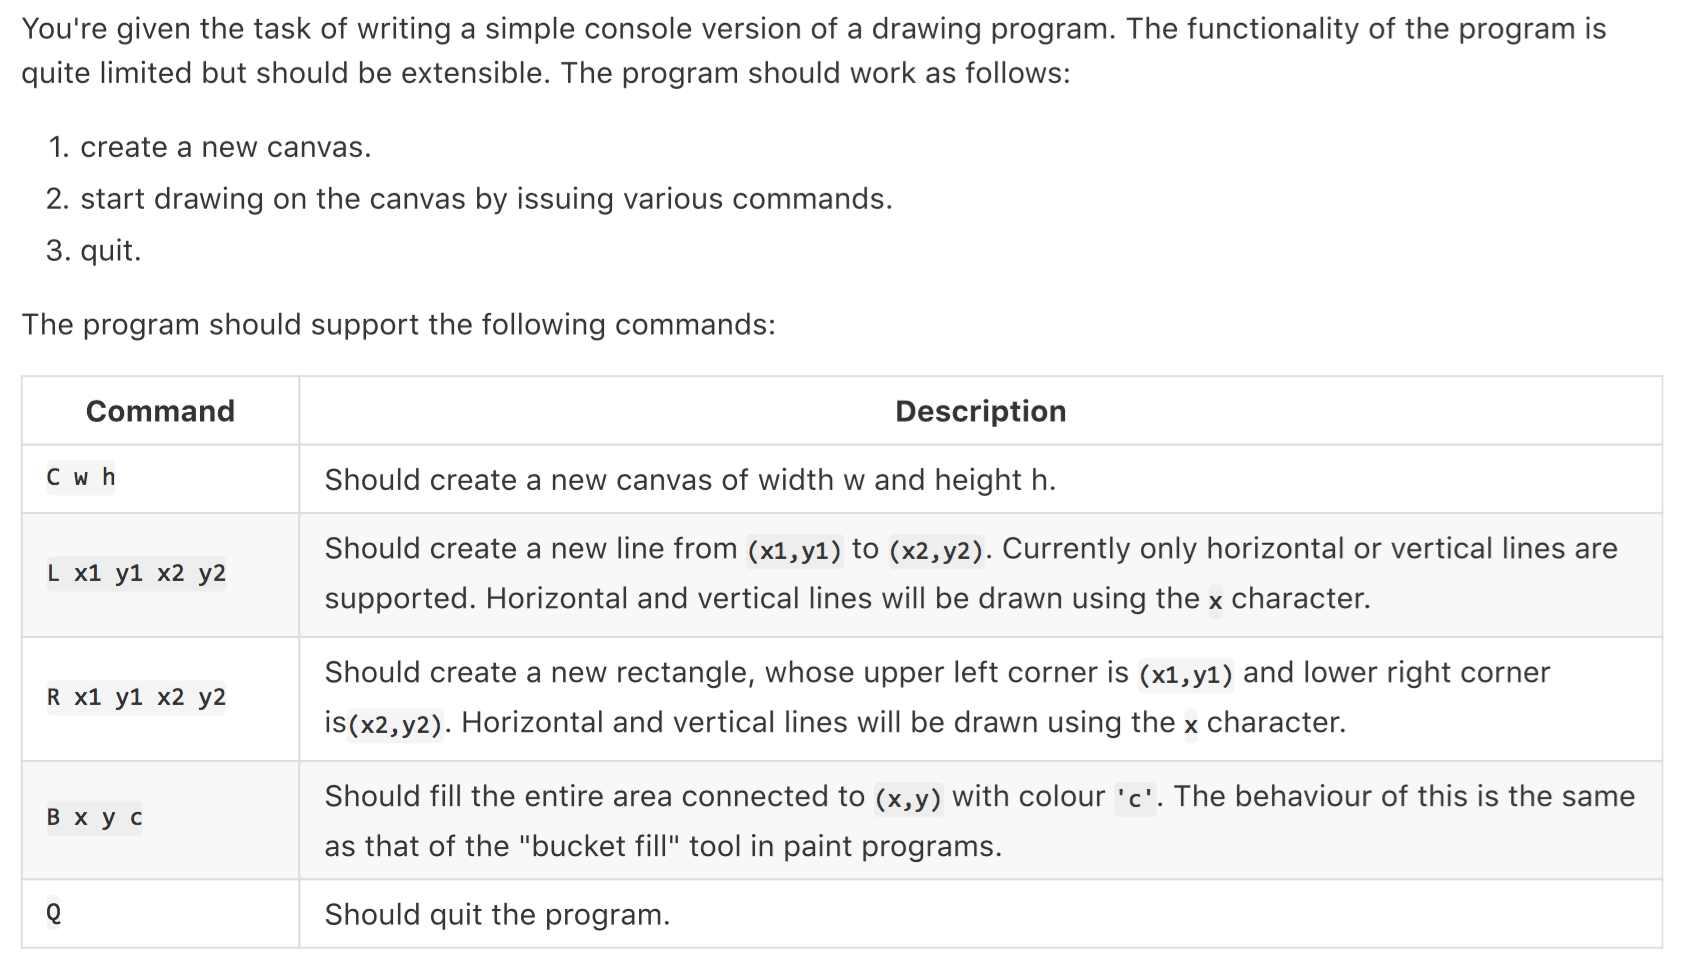 You're given the task of writing a simple console version of a drawing program. The functionality of the program is
quite limited but should be extensible. The program should work as follows:
1. create a new canvas.
2. start drawing on the canvas by issuing various commands.
3. quit.
The program should support the following commands:
Command Description
C w h Should create a new canvas of width w and height h.
L x1 y1 x2 y2 Should create a new line from (x1,y1) to (x2,y2). Currently only horizontal or vertical lines are
supported. Horizontal and vertical lines will be drawn using the x character.
R x1 y1 x2 y2 Should create a new rectangle, whose upper left corner is (x1,y1) and lower right corner
is(x2,y2). Horizontal and vertical lines will be drawn using the x character.
B x y c Should fill the entire area connected to (x,y) with colour 'c'. The behaviour of this is the same
as that of the "bucket fill" tool in paint programs.
Q Should quit the program.